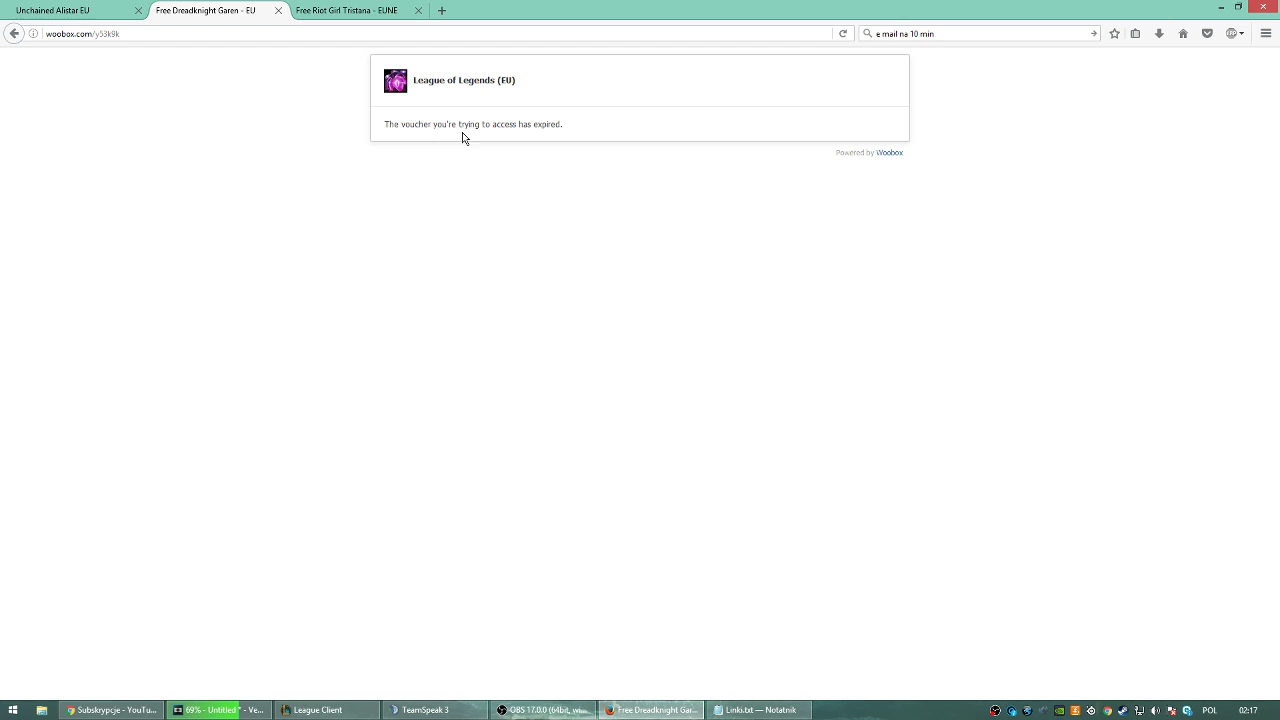 Unchained Alistar.EU
Free Dreadknight Garen - EU
Free Riot Girl Tristana - EUNE
woobox.com/y53k9k
e mail na 10 min
League of Legends (EU)
The voucher you're trying to access has expired.
Powered by Woobox
Subskrypcje - YouTu...
69% - Untitled * - Ve...
League Client
TeamSpeak 3
OBS 17.0.0 (64bit, wi...
Free Dreadknight Gar...
Linki.txt — Notatnik
POL
02:17